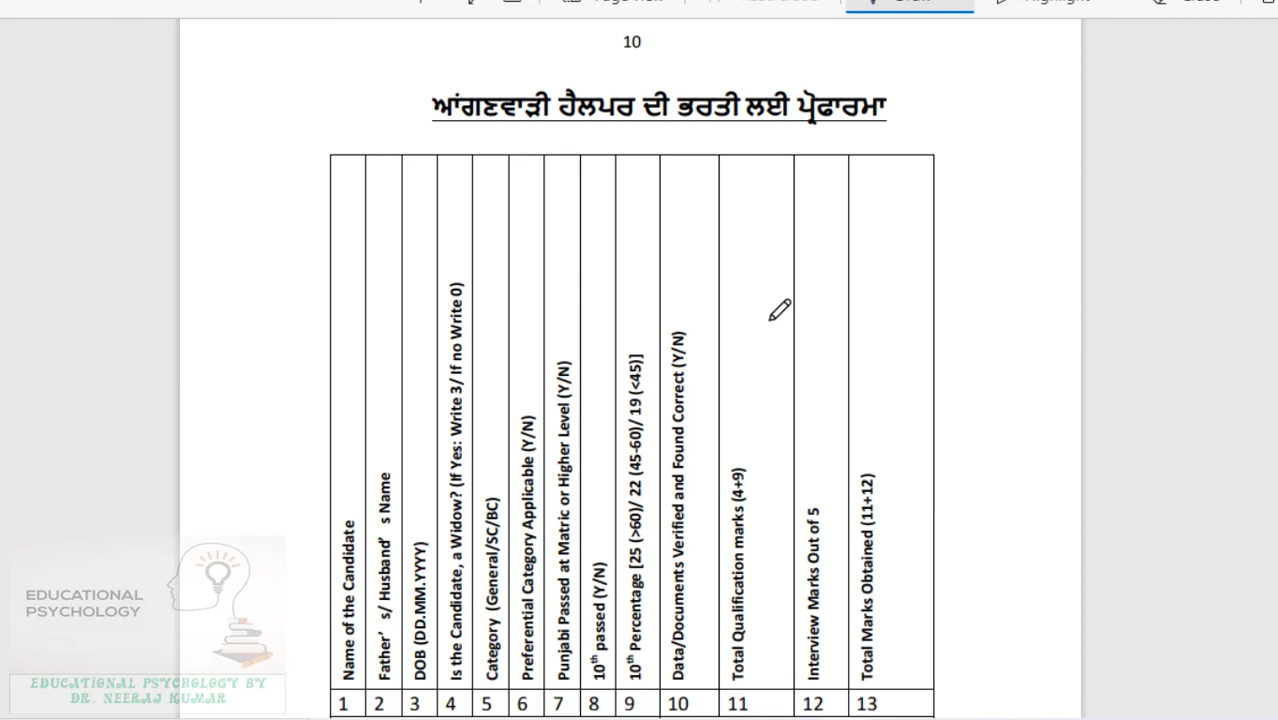 10
ਆਂਗਣਵਾੜੀ ਹੈਲਪਰ ਦੀ ਭਰਤੀ ਲਈ ਪ੍ਰੋਫਾਰਮਾ
Name of the Candidate
Father's/ Husband's Name
DOB (DD.MM.YYYY)
Is the Candidate, a Widow? (If Yes: Write 3/ If no Write 0)
Category (General/SC/BC)
Preferential Category Applicable (Y/N)
Punjabi Passed at Matric or Higher Level (Y/N)
10th passed (Y/N)
10th Percentage [25 (>60)/ 22 (45-60)/ 19 (<45)]
Data/Documents Verified and Found Correct (Y/N)
Total Qualification marks (4+9)
Interview Marks Out of 5
Total Marks Obtained (11+12)
1 2 3 4 5 6 7 8 9 10 11 12 13
EDUCATIONAL
PSYCHOLOGY
EDUCATIONAL PSYCHOLOGY BY
DR. NEERAJ KUMAR